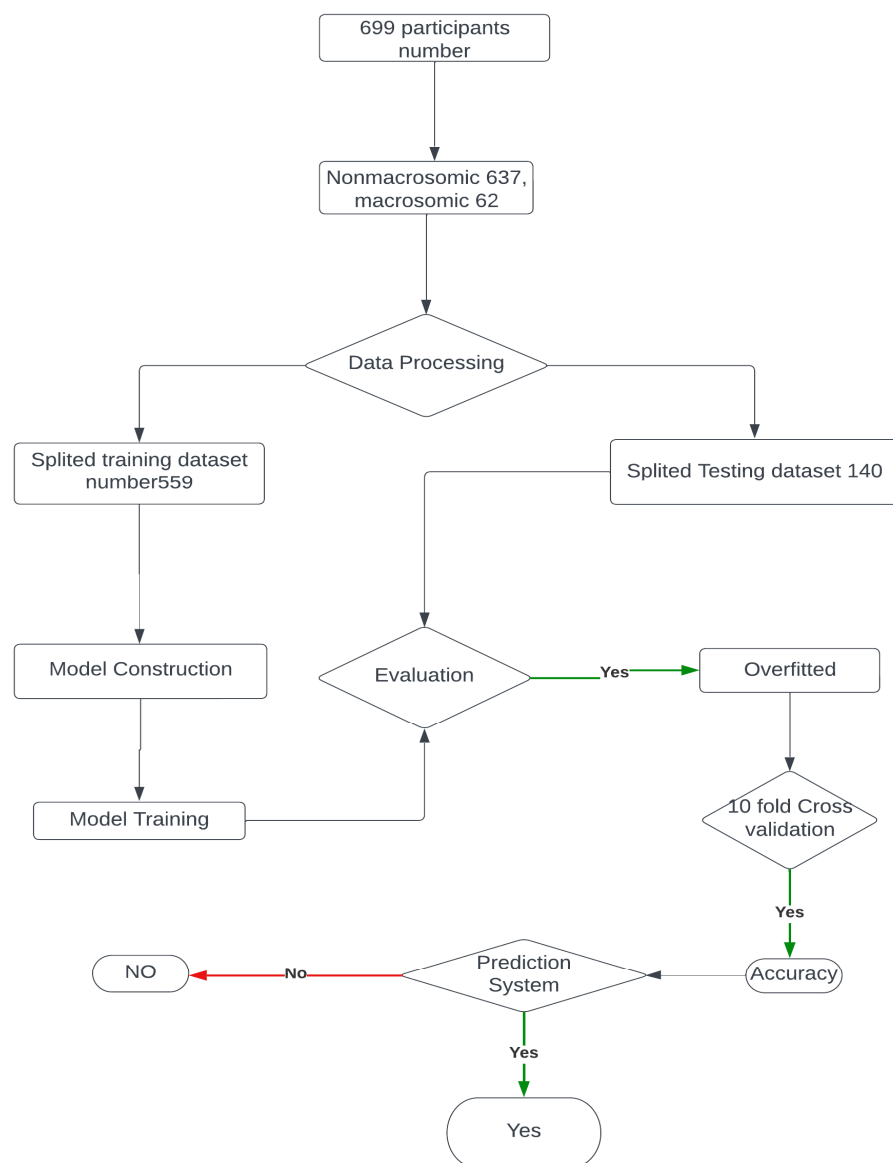 699 participants
number
Nonmacrosomic 637,
macrosomic 62
Data Processing
Splited training dataset
number559
Splited Testing dataset 140
Model Construction
Evaluation
Yes
Overfitted
Model Training
10 fold Cross
validation
Yes
NO
No
Prediction
System
Accuracy
Yes
Yes